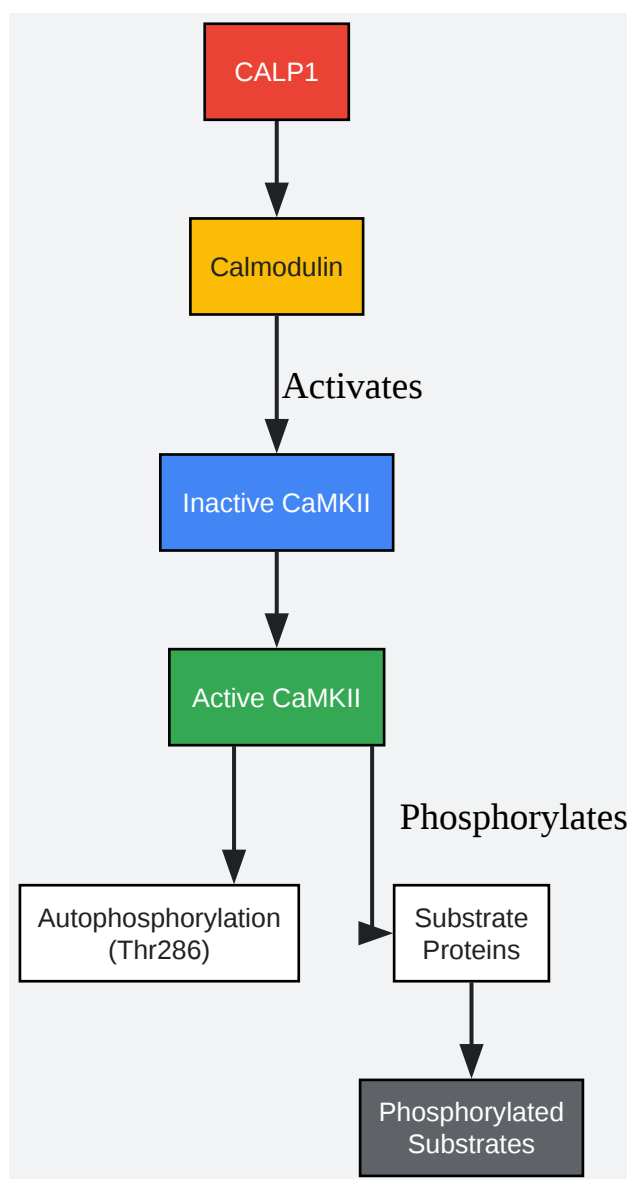 CALP1
Calmodulin
Activates
Inactive CaMKII
Active CaMKII
Phosphorylates
Autophosphorylation
(Thr286)
Substrate
Proteins
Phosphorylated
Substrates